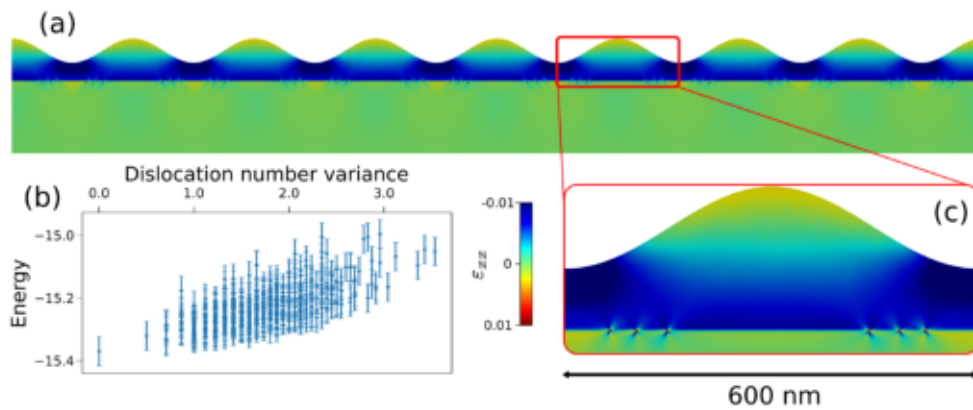 (a)
Dislocation number variance
0.0 1.0 2.0 3.0
(b)
−15.0
−15.2
−15.4
Energy
(c)
-0.01
0
0.01
εzz
600 nm